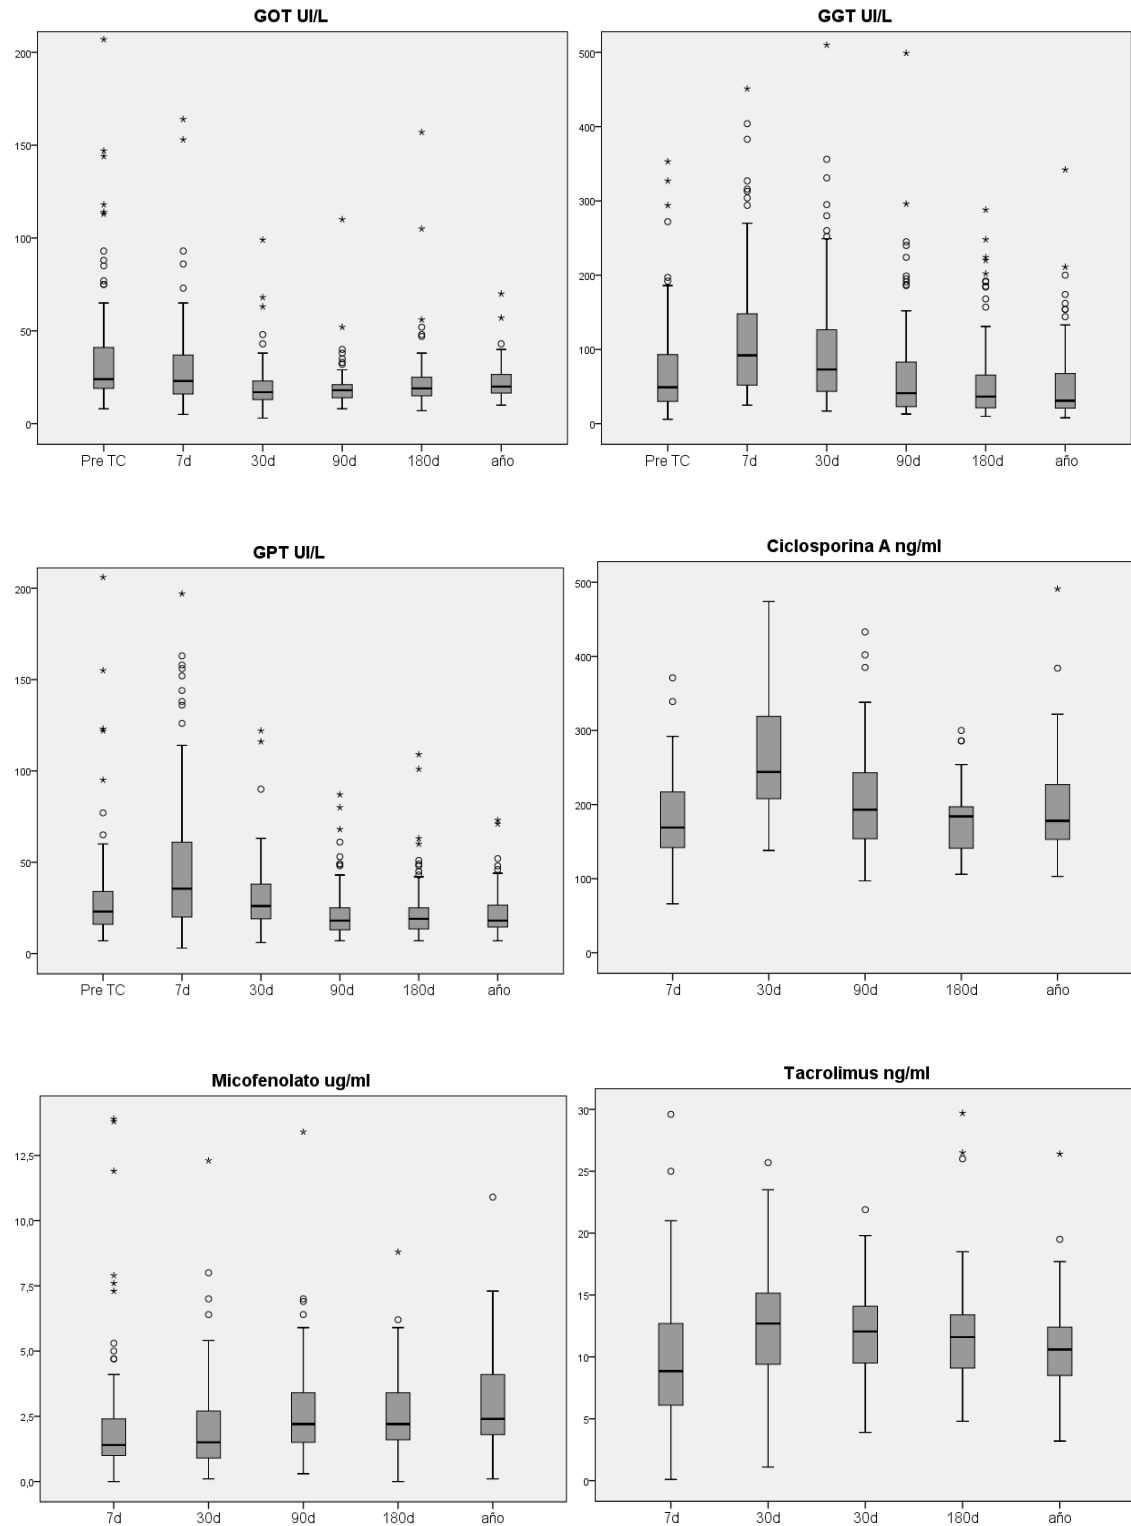 GOT UI/L
200
150
100
50
0
Pre TC 7d 30d 90d 180d año
GGT UI/L
500
400
300
200
100
0
Pre TC 7d 30d 90d 180d año
GPT UI/L
200
150
100
50
0
Pre TC 7d 30d 90d 180d año
Ciclosporina A ng/ml
500
400
300
200
100
0
7d 30d 90d 180d año
Micofenolato ug/ml
12,5
10,0
7,5
5,0
2,5
0,0
7d 30d 90d 180d año
Tacrolimus ng/ml
30
25
20
15
10
5
0
7d 30d 30d 180d año